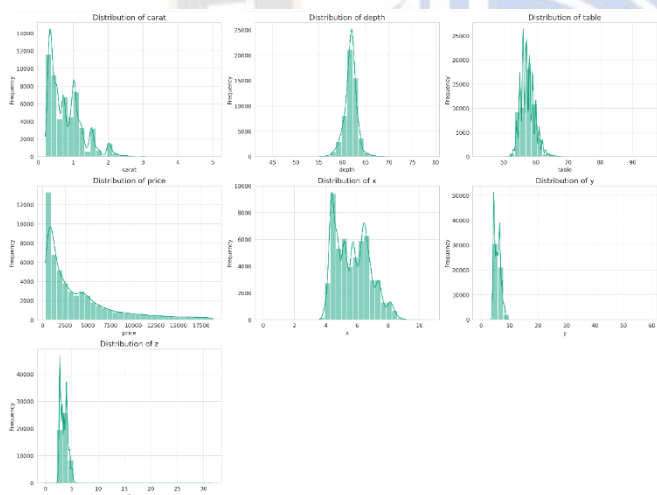 Distribution of carat
Frequency
14000
12000
10000
8000
6000
4000
2000
0
0 1 2 3 4 5
carat
Distribution of depth
Frequency
25000
20000
15000
10000
5000
0
45 50 55 60 65 70 75 80
depth
Distribution of table
Frequency
25000
20000
15000
10000
5000
0
50 60 70 80 90
table
Distribution of price
Frequency
12000
10000
8000
6000
4000
2000
0
0 2500 5000 7500 10000 12500 15000 17500
price
Distribution of x
Frequency
10000
8000
6000
4000
2000
0
0 2 4 6 8 10
x
Distribution of y
Frequency
50000
40000
30000
20000
10000
0
0 10 20 30 40 50 60
y
Distribution of z
Frequency
40000
30000
20000
10000
0
0 5 10 15 20 25 30